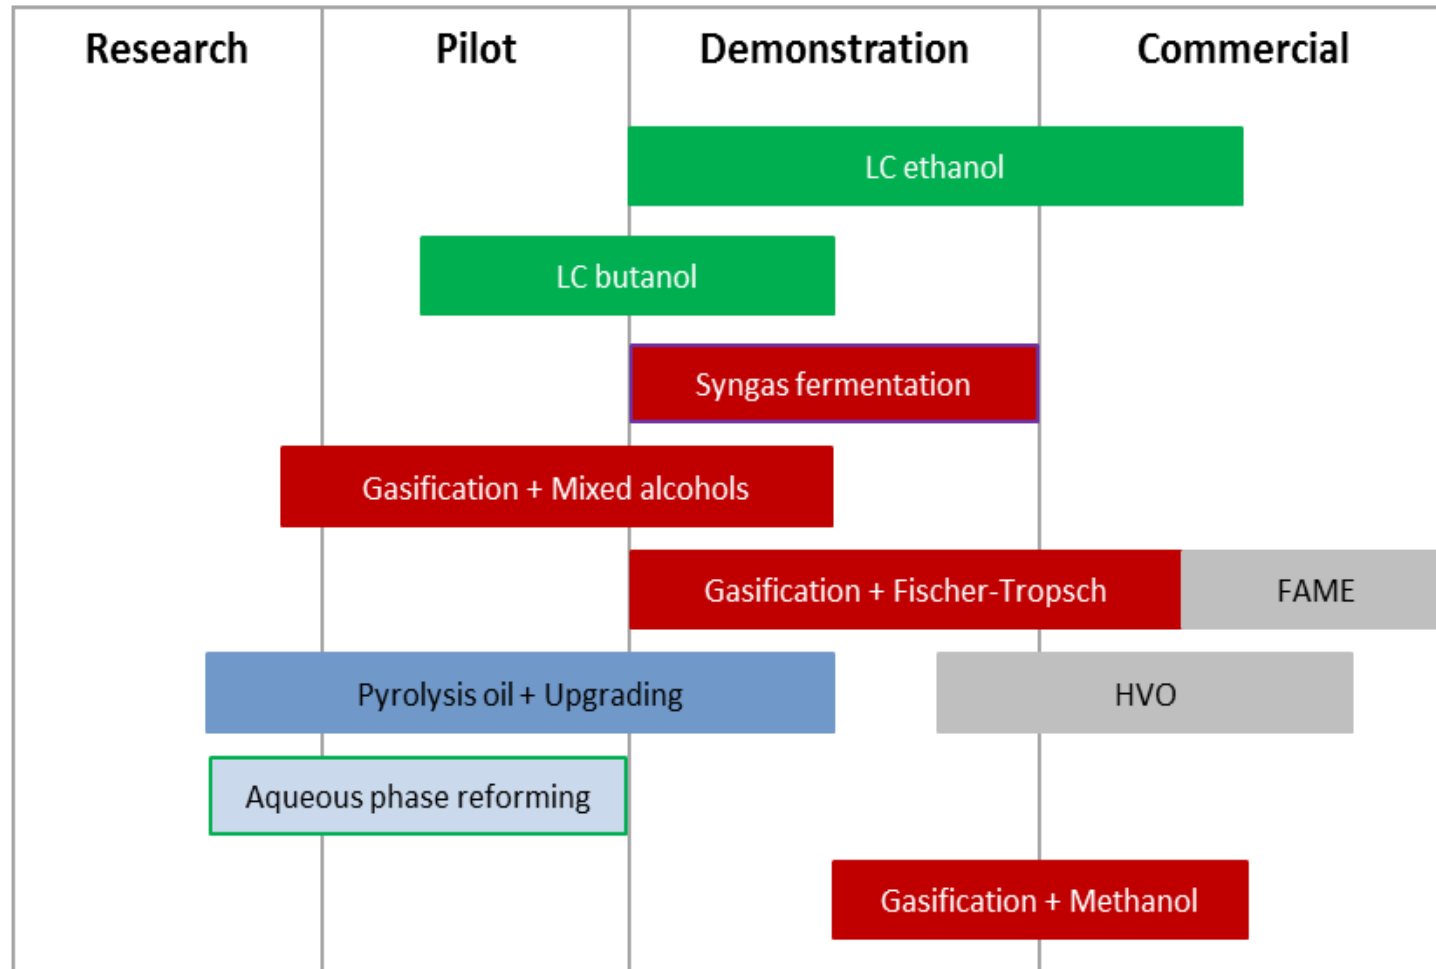 Research
Pilot
Demonstration
Commercial
LC ethanol
LC butanol
Syngas fermentation
Gasification + Mixed alcohols
Gasification + Fischer-Tropsch
FAME
Pyrolysis oil + Upgrading
HVO
Aqueous phase reforming
Gasification + Methanol